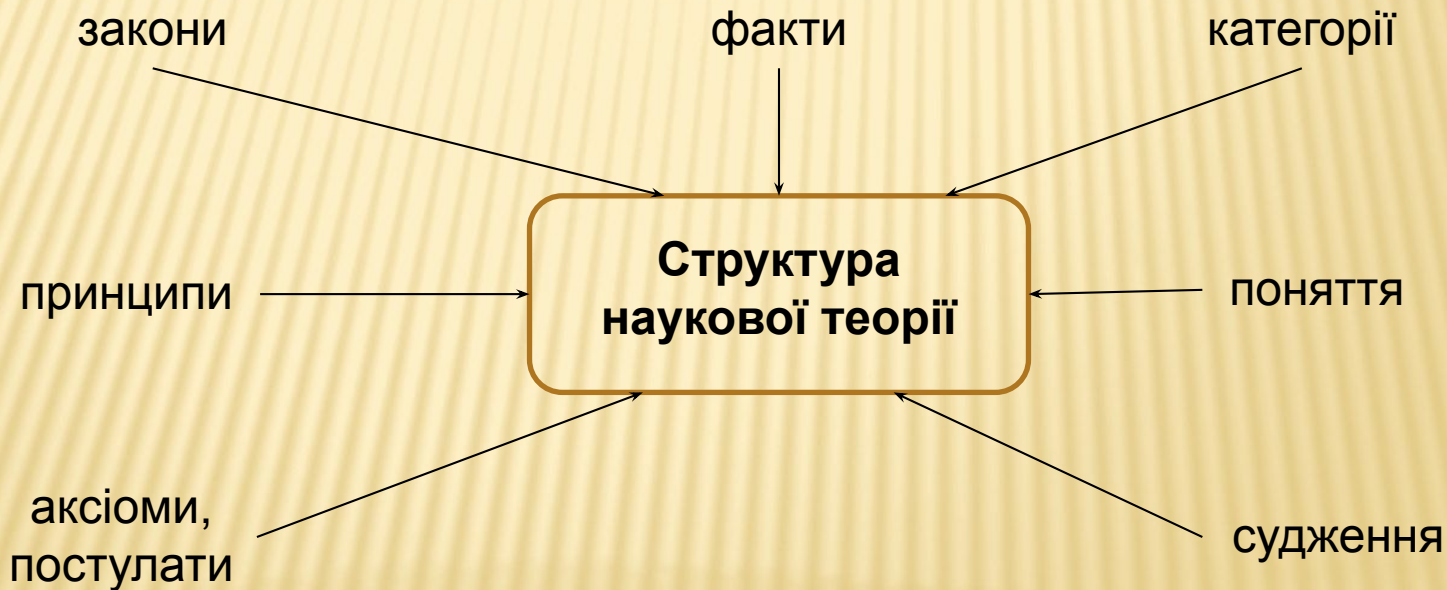 закони
факти
категорії
Структура
наукової теорії
принципи
поняття
аксіоми,
постулати
судження